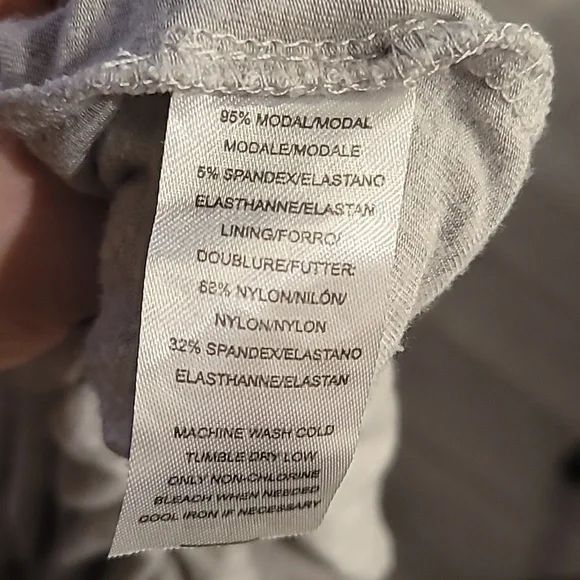 95% MODAL/MODAL
MODALE/MODALE
5% SPANDEX/ELASTANO
ELASTHANNE/ELASTAN
LINING/FORRO/
DOUBLURE/FUTTER:
68% NYLON/NILÓN/
NYLON/NYLON
32% SPANDEX/ELASTANO
ELASTHANNE/ELASTAN
MACHINE WASH COLD
TUMBLE DRY LOW
ONLY NON-CHLORINE
BLEACH WHEN NEEDED
COOL IRON IF NECESSARY